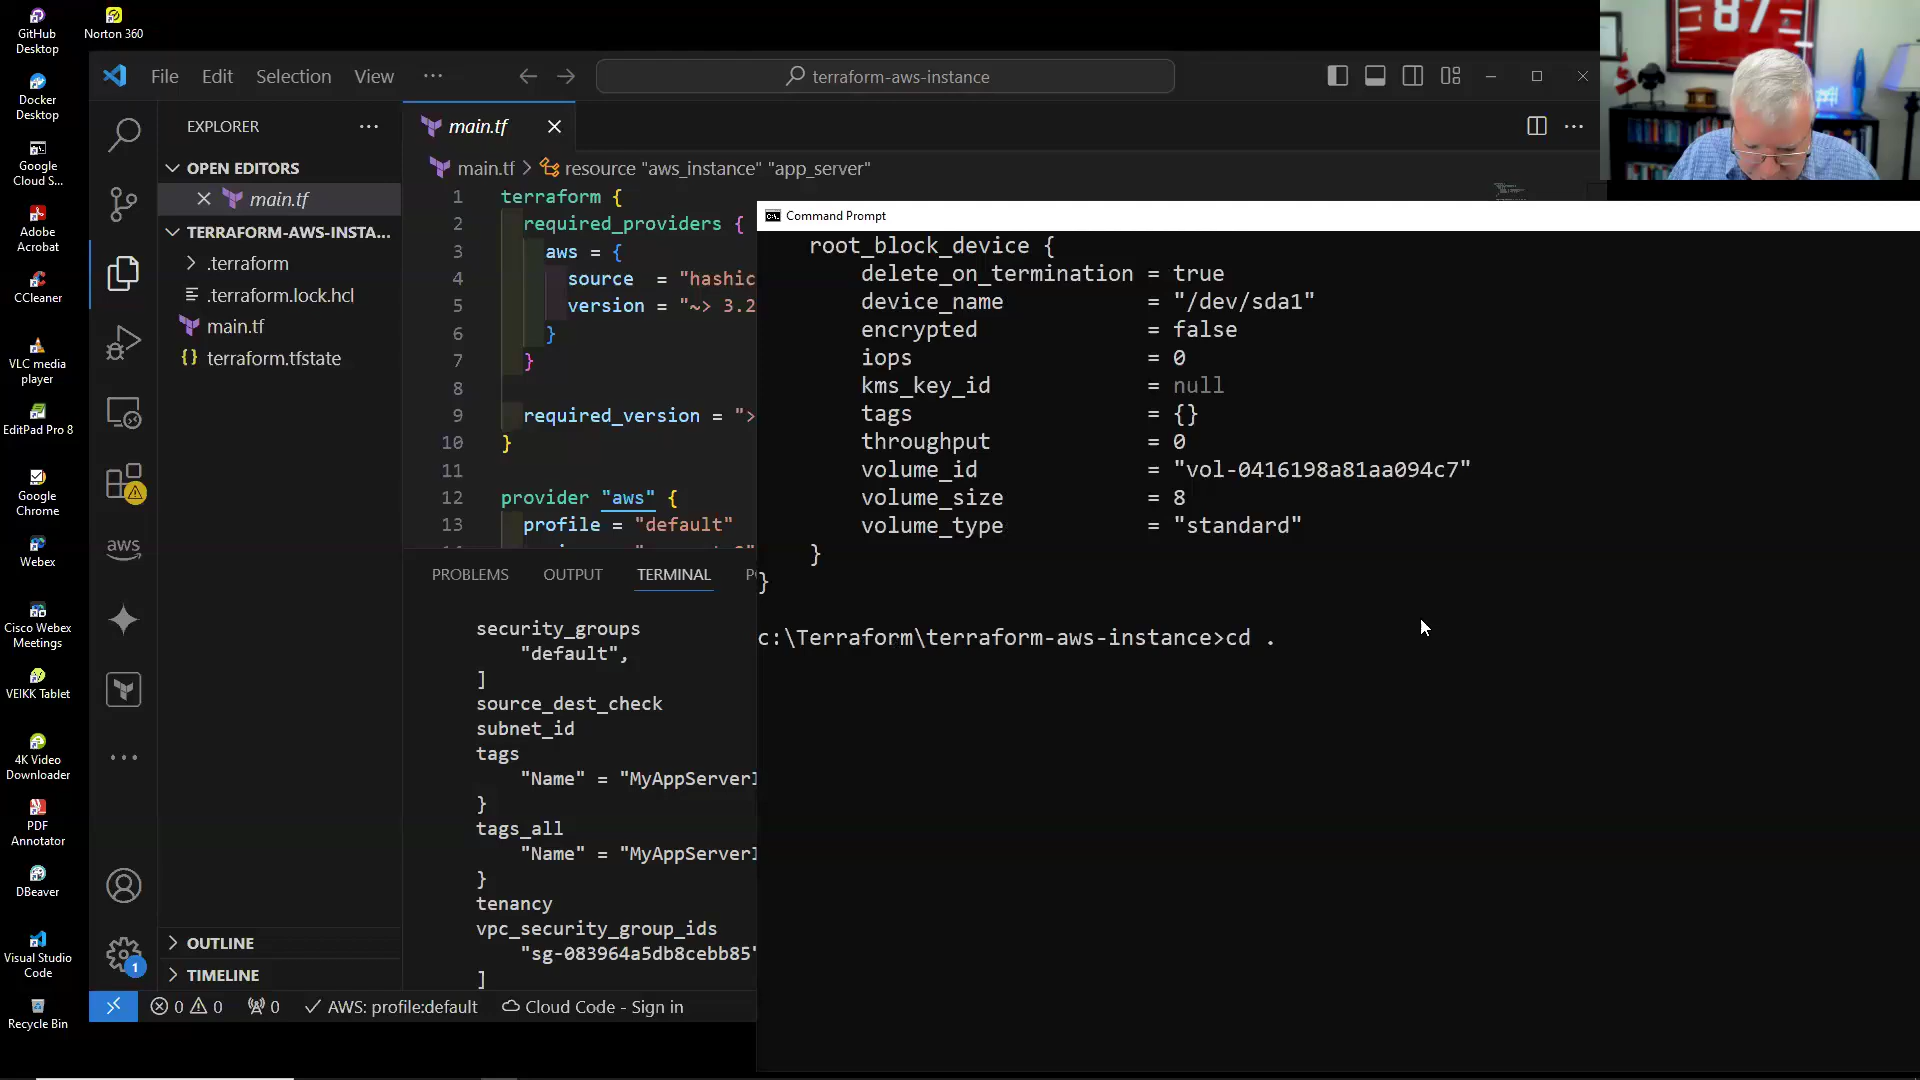 GitHub
Desktop
Norton 360
Docker
Desktop
Google
Cloud S...
Adobe
Acrobat
CCleaner
VLC media
player
EditPad Pro 8
Google
Chrome
Webex
Cisco Webex
Meetings
VEIKK Tablet
4K Video
Downloader
PDF
Annotator
DBeaver
Visual Studio
Code
Recycle Bin
File Edit Selection View ...
terraform-aws-instance
EXPLORER
OPEN EDITORS
main.tf
TERRAFORM-AWS-INSTA...
.terraform
.terraform.lock.hcl
main.tf
terraform.tfstate
OUTLINE
TIMELINE
aws
1
main.tf
main.tf > resource "aws_instance" "app_server"
1 terraform {
2 required_providers {
3 aws = {
4 source = "hashic
5 version = "~> 3.2
6 }
7 }
8
9 required_version = ">
10 }
11
12 provider "aws" {
13 profile = "default"
PROBLEMS OUTPUT TERMINAL
security_groups
"default",
]
source_dest_check
subnet_id
tags
"Name" = "MyAppServerI
}
tags_all
"Name" = "MyAppServerI
}
tenancy
vpc_security_group_ids
"sg-083964a5db8cebb85"
]
0 0 0 AWS: profile:default Cloud Code - Sign in
Command Prompt
root_block_device {
delete_on_termination = true
device_name = "/dev/sda1"
encrypted = false
iops = 0
kms_key_id = null
tags = {}
throughput = 0
volume_id = "vol-0416198a81aa094c7"
volume_size = 8
volume_type = "standard"
}
}
c:\Terraform\terraform-aws-instance>cd .
87